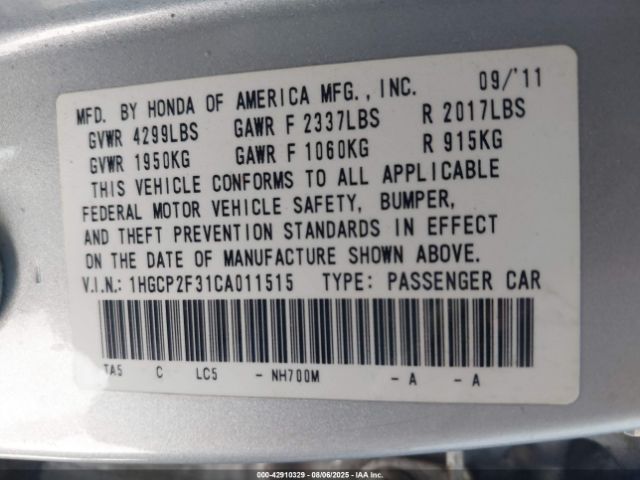 MFD. BY HONDA OF AMERICA MFG., INC. 09/'11
GVWR 4299LBS GAWR F 2337LBS R 2017LBS
GVWR 1950KG GAWR F 1060KG R 915KG
THIS VEHICLE CONFORMS TO ALL APPLICABLE
FEDERAL MOTOR VEHICLE SAFETY, BUMPER,
AND THEFT PREVENTION STANDARDS IN EFFECT
ON THE DATE OF MANUFACTURE SHOWN ABOVE.
V.I.N.: 1HGCP2F31CA011515 TYPE: PASSENGER CAR
TA5 C LC5 - NH700M - A - A
000-42910329 - 08/06/2025 - IAAI.COM